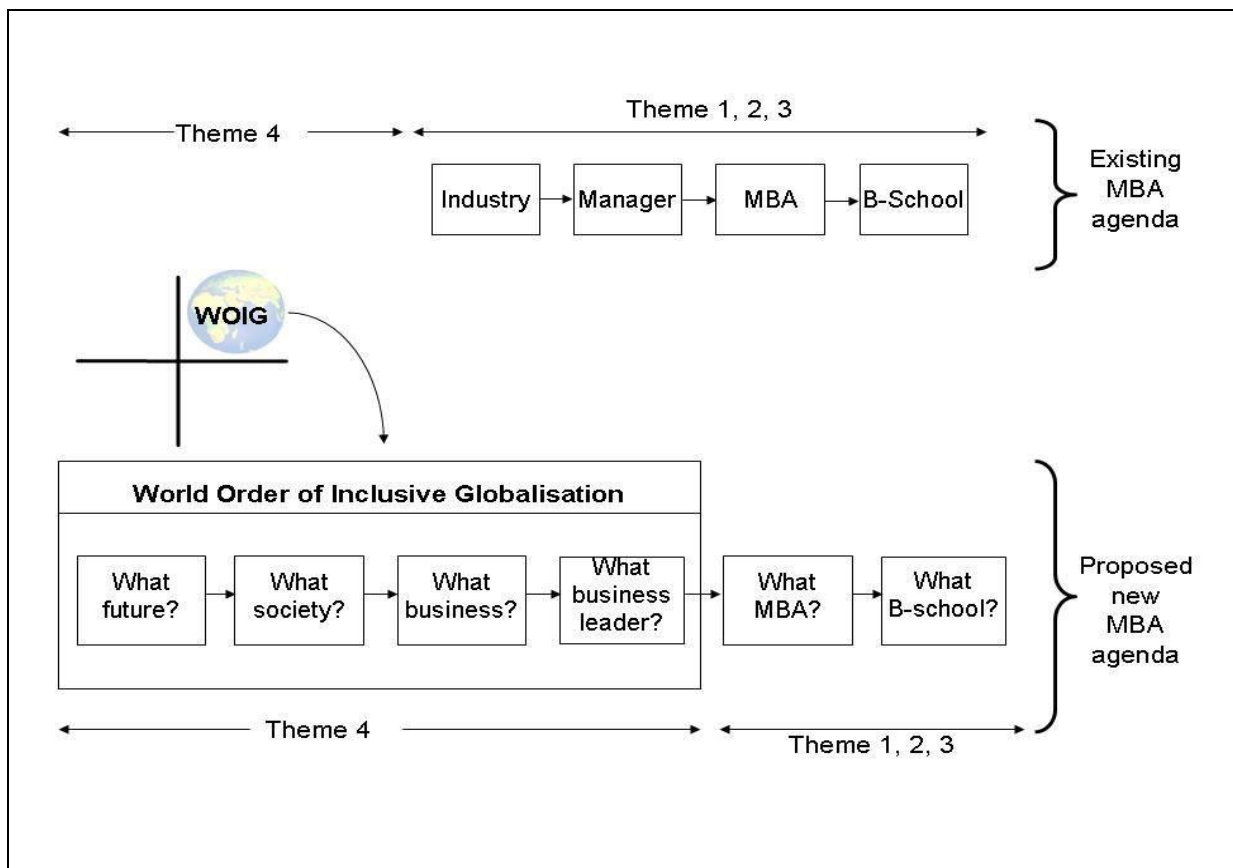 Theme 1, 2, 3
Theme 4
Existing
MBA
agenda
Industry
Manager
MBA
B-School
WOIG
World Order of Inclusive Globalisation
What
future?
What
society?
What
business?
What
business
leader?
What
MBA?
What
B-school?
Proposed
new
MBA
agenda
Theme 4
Theme 1, 2, 3